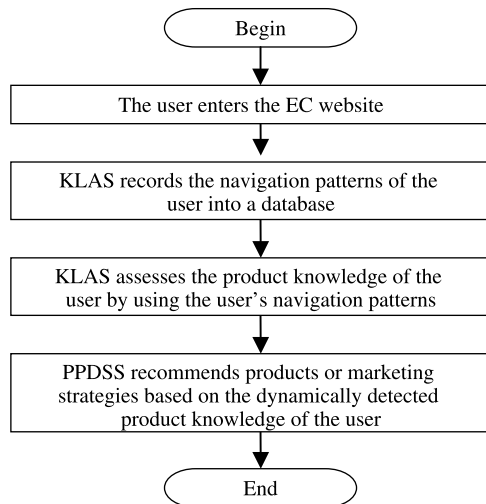 Begin
The user enters the EC website
KLAS records the navigation patterns of the
user into a database
KLAS assesses the product knowledge of the
user by using the user’s navigation patterns
PPDSS recommends products or marketing
strategies based on the dynamically detected
product knowledge of the user
End